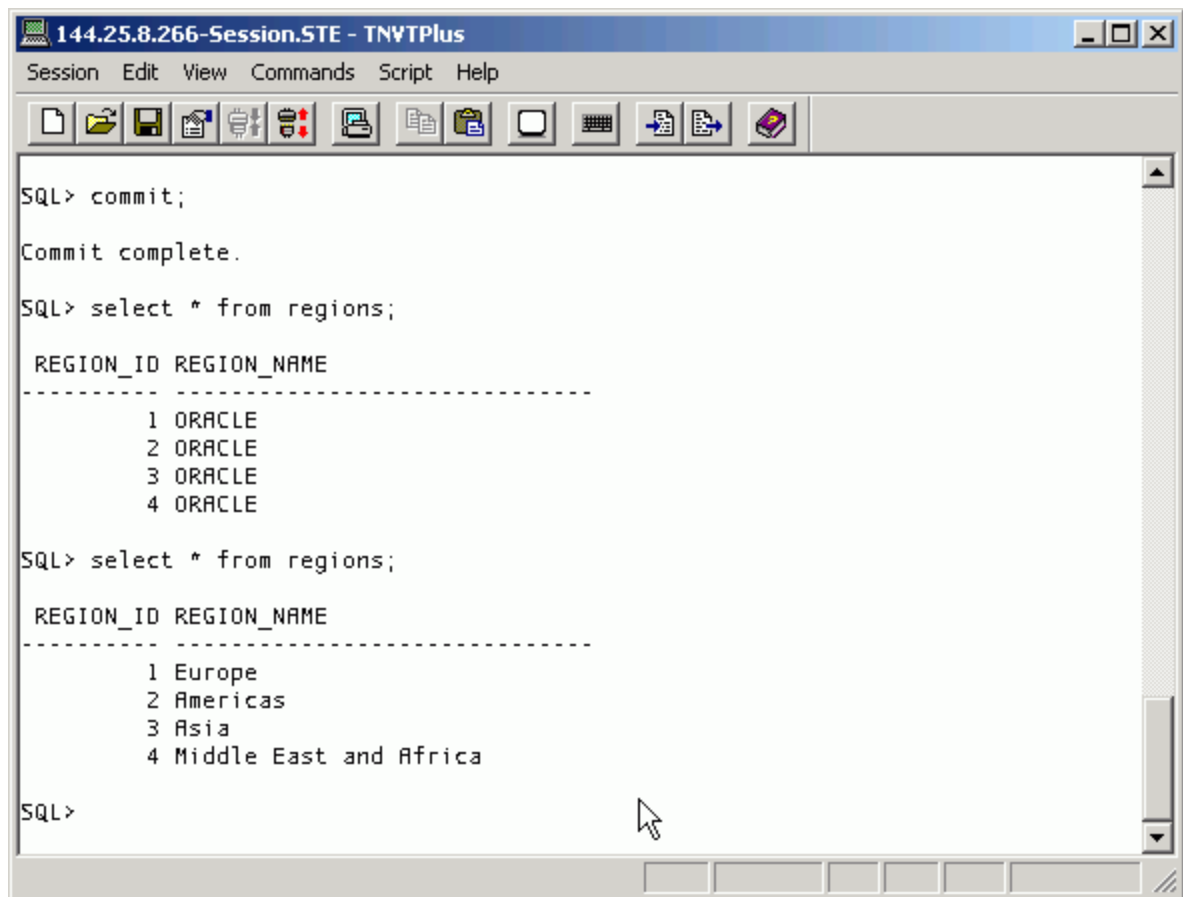 144.25.8.266-Session.STE - TNVTPlus
Session Edit View Commands Script Help
SQL> commit;
Commit complete.
SQL> select * from regions;
REGION_ID REGION_NAME
---------- ------------------------------
1 ORACLE
2 ORACLE
3 ORACLE
4 ORACLE
SQL> select * from regions;
REGION_ID REGION_NAME
---------- ------------------------------
1 Europe
2 Americas
3 Asia
4 Middle East and Africa
SQL>